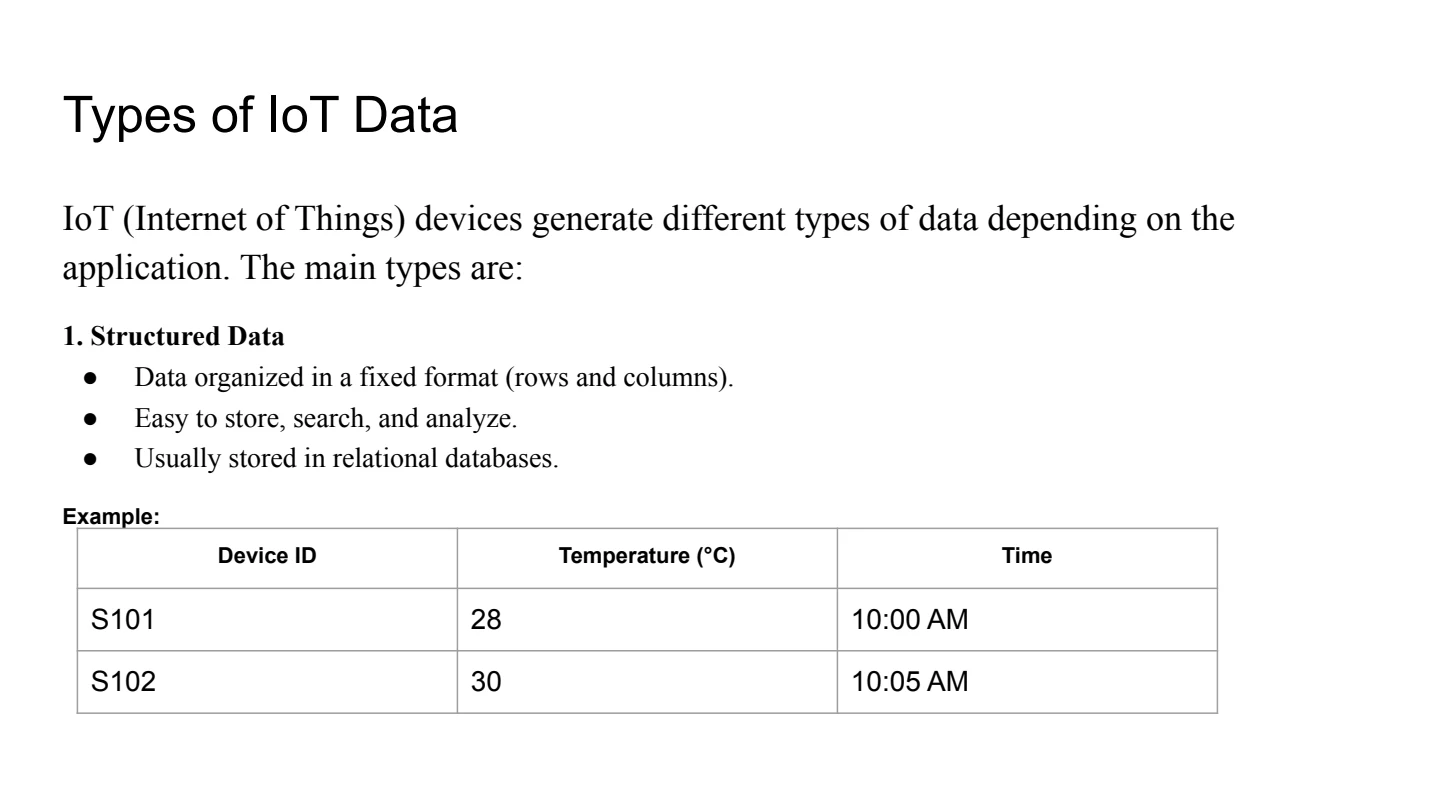 Types of IoT Data
IoT (Internet of Things) devices generate different types of data depending on the
application. The main types are:
1. Structured Data
● Data organized in a fixed format (rows and columns).
● Easy to store, search, and analyze.
● Usually stored in relational databases.
Example:
Device ID Temperature (°C) Time
S101 28 10:00 AM
S102 30 10:05 AM